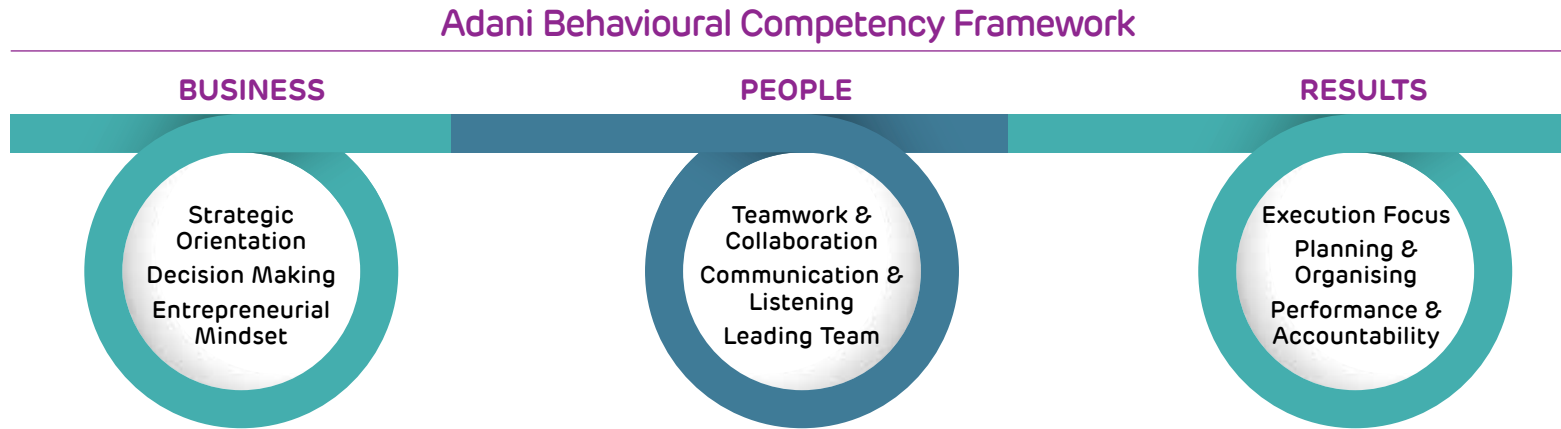 Adani Behavioural Competency Framework
BUSINESS
Strategic
Orientation
Decision Making
Entrepreneurial
Mindset
PEOPLE
Teamwork &
Collaboration
Communication &
Listening
Leading Team
RESULTS
Execution Focus
Planning &
Organising
Performance &
Accountability